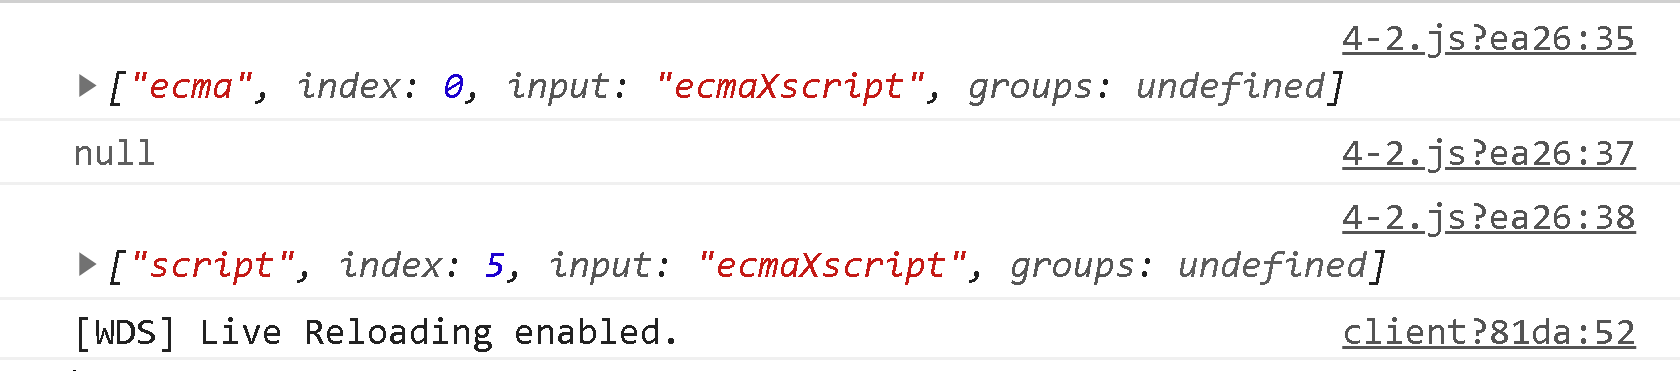 4-2.js?ea26:35
▶["ecma", index: 0, input: "ecmaXscript", groups: undefined]
null 4-2.js?ea26:37
4-2.js?ea26:38
▶["script", index: 5, input: "ecmaXscript", groups: undefined]
[WDS] Live Reloading enabled. client?81da:52